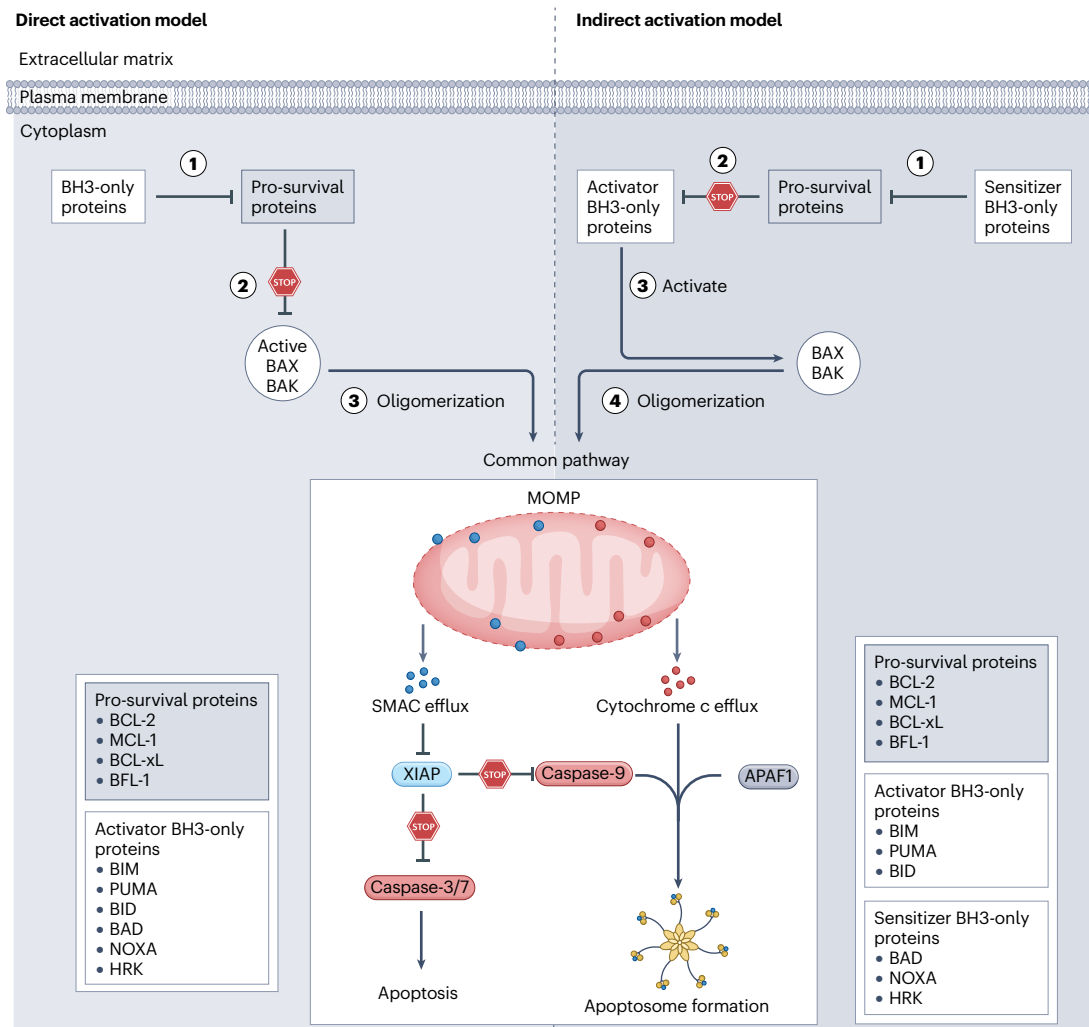 Direct activation model
Indirect activation model
Extracellular matrix
Plasma membrane
Cytoplasm
1
BH3-only
proteins
Pro-survival
proteins
2
STOP
Active
BAX
BAK
3 Oligomerization
2
1
Activator
BH3-only
proteins
STOP
Pro-survival
proteins
Sensitizer
BH3-only
proteins
3 Activate
BAX
BAK
4 Oligomerization
Common pathway
MOMP
SMAC efflux
Cytochrome c efflux
XIAP
STOP
Caspase-9
APAF1
STOP
Caspase-3/7
Apoptosis
Apoptosome formation
Pro-survival proteins
• BCL-2
• MCL-1
• BCL-xL
• BFL-1
Activator BH3-only
proteins
• BIM
• PUMA
• BID
• BAD
• NOXA
• HRK
Pro-survival proteins
• BCL-2
• MCL-1
• BCL-xL
• BFL-1
Activator BH3-only
proteins
• BIM
• PUMA
• BID
Sensitizer BH3-only
proteins
• BAD
• NOXA
• HRK